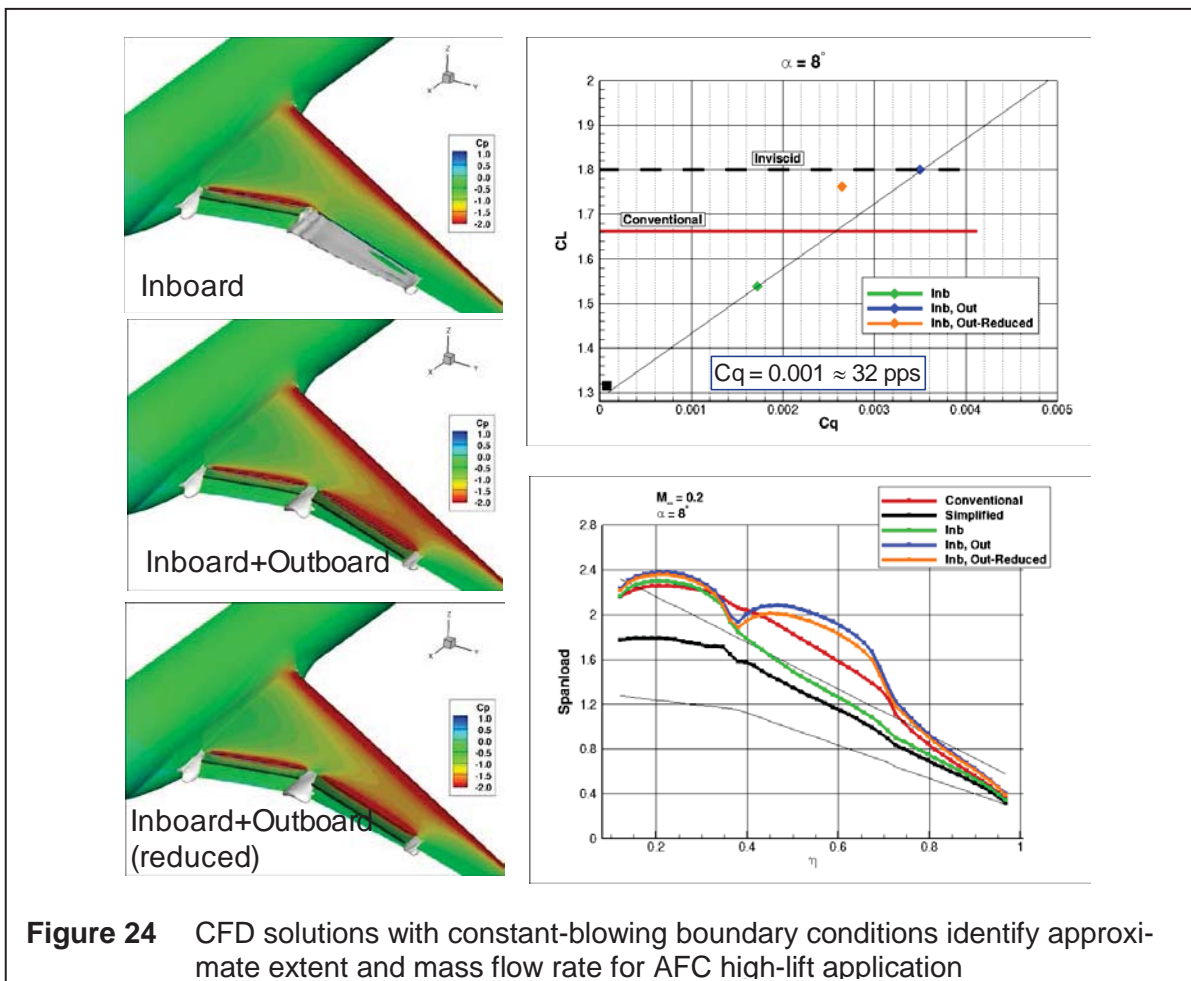 Z
X
Y
Cp
1.0
0.5
0.0
-0.5
-1.0
-1.5
-2.0
Inboard
Z
X
Y
Cp
1.0
0.5
0.0
-0.5
-1.0
-1.5
-2.0
Inboard+Outboard
Z
X
Y
Cp
1.0
0.5
0.0
-0.5
-1.0
-1.5
-2.0
Inboard+Outboard
(reduced)
α = 8°
2
1.9
1.8
1.7
1.6
1.5
1.4
1.3
CL
Inviscid
Conventional
Inb
Inb, Out
Inb, Out-Reduced
Cq = 0.001 ≈ 32 pps
0 0.001 0.002 0.003 0.004 0.005
Cq
M∞ = 0.2
α = 8°
Conventional
Simplified
Inb
Inb, Out
Inb, Out-Reduced
2.8
2.4
2
1.6
1.2
0.8
0.4
0
Spanload
0.2 0.4 0.6 0.8 1
η
Figure 24 CFD solutions with constant-blowing boundary conditions identify approxi-
mate extent and mass flow rate for AFC high-lift application